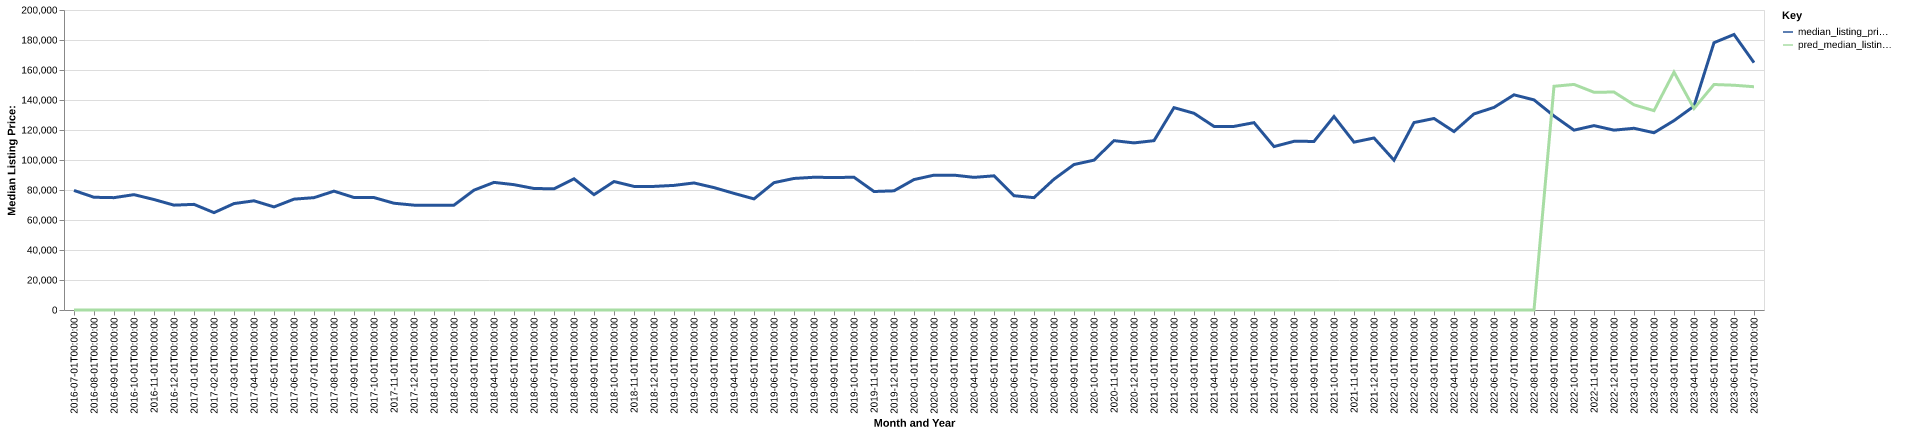 200,000
180,000
160,000
140,000
120,000
100,000
80,000
60,000
40,000
20,000
0
Median Listing Price:
2016-07-01T00:00:00
2016-08-01T00:00:00
2016-09-01T00:00:00
2016-10-01T00:00:00
2016-11-01T00:00:00
2016-12-01T00:00:00
2017-01-01T00:00:00
2017-02-01T00:00:00
2017-03-01T00:00:00
2017-04-01T00:00:00
2017-05-01T00:00:00
2017-06-01T00:00:00
2017-07-01T00:00:00
2017-08-01T00:00:00
2017-09-01T00:00:00
2017-10-01T00:00:00
2017-11-01T00:00:00
2017-12-01T00:00:00
2018-01-01T00:00:00
2018-02-01T00:00:00
2018-03-01T00:00:00
2018-04-01T00:00:00
2018-05-01T00:00:00
2018-06-01T00:00:00
2018-07-01T00:00:00
2018-08-01T00:00:00
2018-09-01T00:00:00
2018-10-01T00:00:00
2018-11-01T00:00:00
2018-12-01T00:00:00
2019-01-01T00:00:00
2019-02-01T00:00:00
2019-03-01T00:00:00
2019-04-01T00:00:00
2019-05-01T00:00:00
2019-06-01T00:00:00
2019-07-01T00:00:00
2019-08-01T00:00:00
2019-09-01T00:00:00
2019-10-01T00:00:00
2019-11-01T00:00:00
2019-12-01T00:00:00
2020-01-01T00:00:00
2020-02-01T00:00:00
2020-03-01T00:00:00
2020-04-01T00:00:00
2020-05-01T00:00:00
2020-06-01T00:00:00
2020-07-01T00:00:00
2020-08-01T00:00:00
2020-09-01T00:00:00
2020-10-01T00:00:00
2020-11-01T00:00:00
2020-12-01T00:00:00
2021-01-01T00:00:00
2021-02-01T00:00:00
2021-03-01T00:00:00
2021-04-01T00:00:00
2021-05-01T00:00:00
2021-06-01T00:00:00
2021-07-01T00:00:00
2021-08-01T00:00:00
2021-09-01T00:00:00
2021-10-01T00:00:00
2021-11-01T00:00:00
2021-12-01T00:00:00
2022-01-01T00:00:00
2022-02-01T00:00:00
2022-03-01T00:00:00
2022-04-01T00:00:00
2022-05-01T00:00:00
2022-06-01T00:00:00
2022-07-01T00:00:00
2022-08-01T00:00:00
2022-09-01T00:00:00
2022-10-01T00:00:00
2022-11-01T00:00:00
2022-12-01T00:00:00
2023-01-01T00:00:00
2023-02-01T00:00:00
2023-03-01T00:00:00
2023-04-01T00:00:00
2023-05-01T00:00:00
2023-06-01T00:00:00
2023-07-01T00:00:00
Month and Year
Key
median_listing_pri…
pred_median_listin…